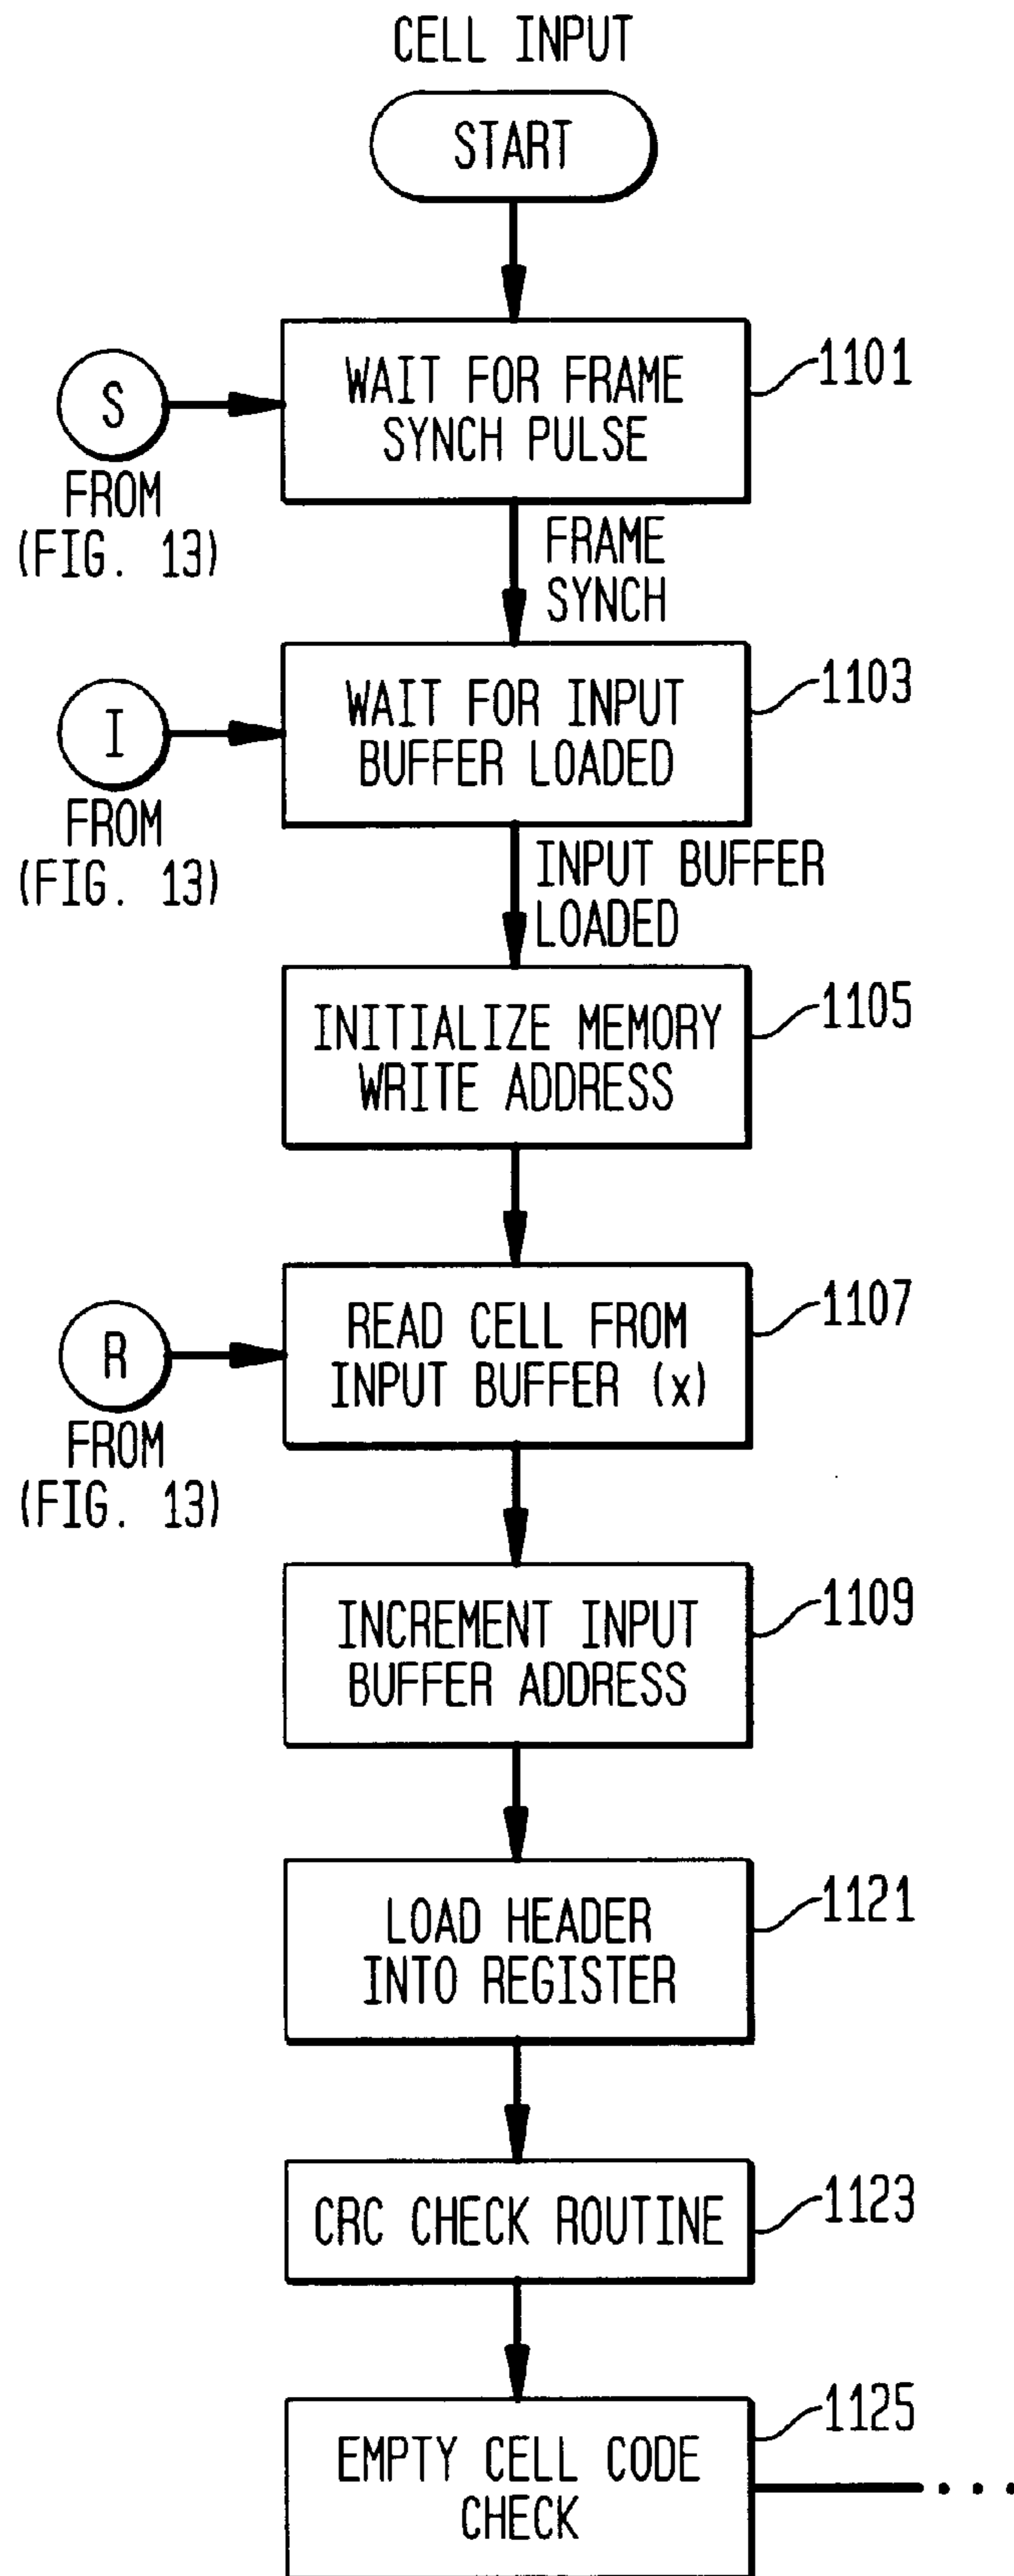 CELL INPUT
START
WAIT FOR FRAME
SYNCH PULSE
1101
S
FROM
(FIG. 13)
FRAME
SYNCH
WAIT FOR INPUT
BUFFER LOADED
1103
I
FROM
(FIG. 13)
INPUT BUFFER
LOADED
INITIALIZE MEMORY
WRITE ADDRESS
1105
READ CELL FROM
INPUT BUFFER (x)
1107
R
FROM
(FIG. 13)
INCREMENT INPUT
BUFFER ADDRESS
1109
LOAD HEADER
INTO REGISTER
1121
CRC CHECK ROUTINE
1123
EMPTY CELL CODE
CHECK
1125